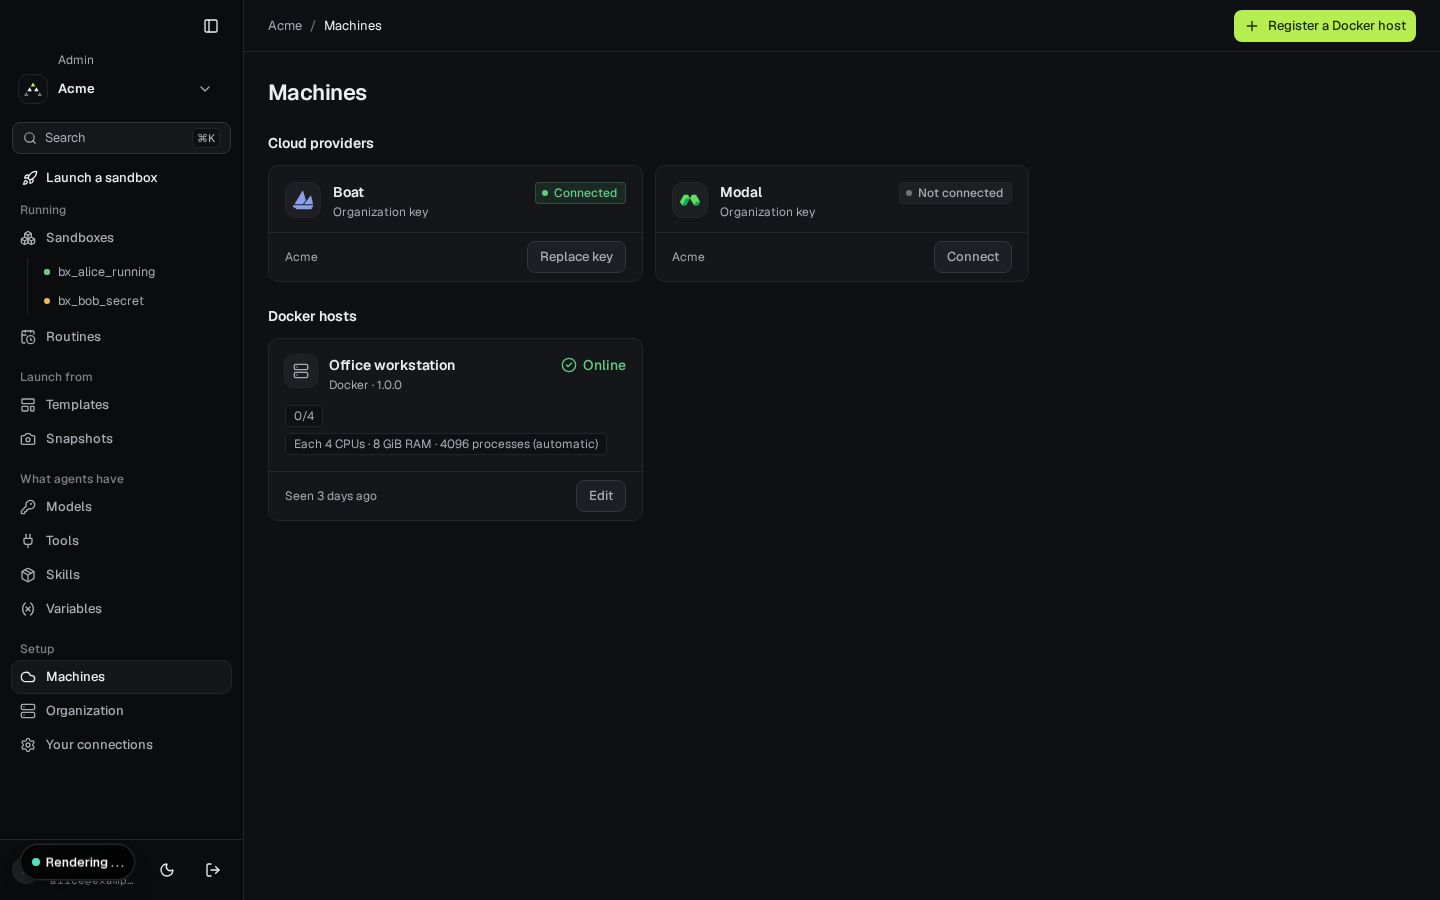 Admin
Acme
Search
⌘K
Launch a sandbox
Running
Sandboxes
bx_alice_running
bx_bob_secret
Routines
Launch from
Templates
Snapshots
What agents have
Models
Tools
Skills
Variables
Setup
Machines
Organization
Your connections
Rendering ...
Acme / Machines
Register a Docker host
Machines
Cloud providers
Boat
Connected
Organization key
Acme
Replace key
Modal
Not connected
Organization key
Acme
Connect
Docker hosts
Office workstation
Online
Docker · 1.0.0
0/4
Each 4 CPUs · 8 GiB RAM · 4096 processes (automatic)
Seen 3 days ago
Edit